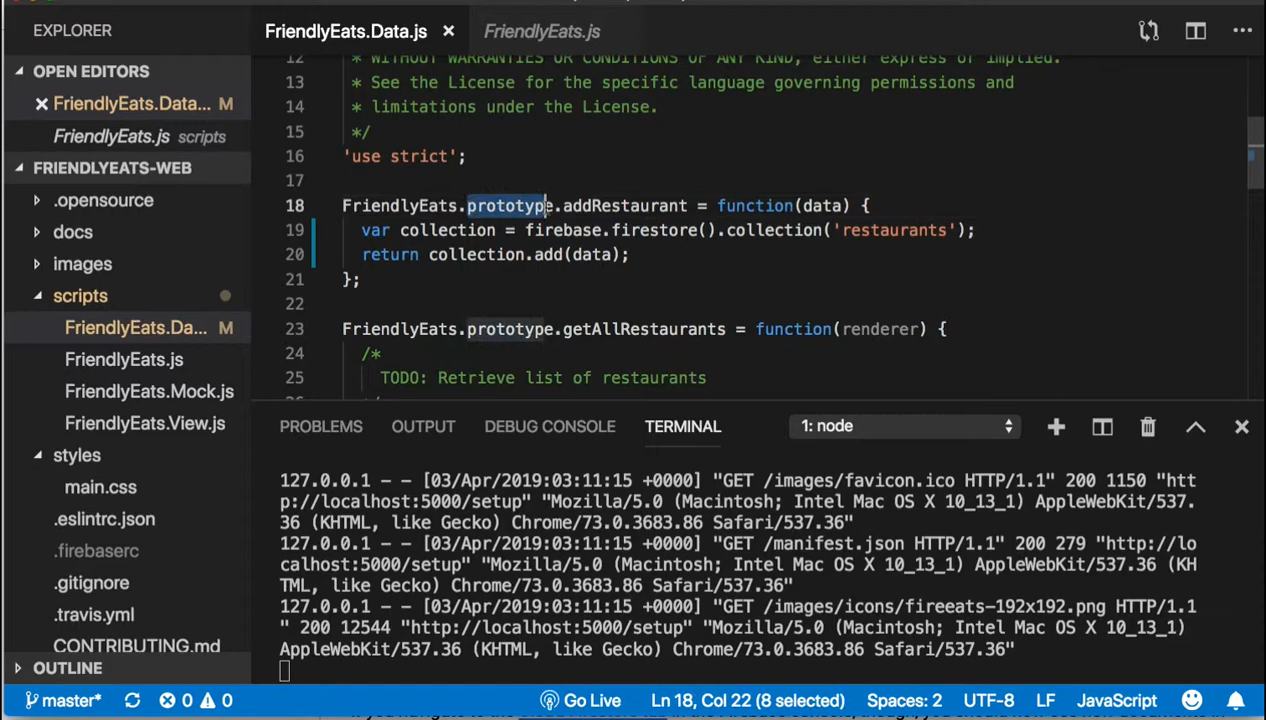 EXPLORER
FriendlyEats.Data.js
FriendlyEats.js
OPEN EDITORS
FriendlyEats.Data... M
FriendlyEats.js scripts
FRIENDLYEATS-WEB
.opensource
docs
images
scripts
FriendlyEats.Da... M
FriendlyEats.js
FriendlyEats.Mock.js
FriendlyEats.View.js
styles
main.css
.eslintrc.json
.firebaserc
.gitignore
.travis.yml
CONTRIBUTING.md
OUTLINE
12 * WITHOUT WARRANTIES OR CONDITIONS OF ANY KIND, either express or implied.
13 * See the License for the specific language governing permissions and
14 * limitations under the License.
15 */
16 'use strict';
17
18 FriendlyEats.prototype.addRestaurant = function(data) {
19 var collection = firebase.firestore().collection('restaurants');
20 return collection.add(data);
21 };
22
23 FriendlyEats.prototype.getAllRestaurants = function(renderer) {
24 /*
25 TODO: Retrieve list of restaurants
PROBLEMS OUTPUT DEBUG CONSOLE TERMINAL 1: node
127.0.0.1 - - [03/Apr/2019:03:11:15 +0000] "GET /images/favicon.ico HTTP/1.1" 200 1150 "htt
p://localhost:5000/setup" "Mozilla/5.0 (Macintosh; Intel Mac OS X 10_13_1) AppleWebKit/537.
36 (KHTML, like Gecko) Chrome/73.0.3683.86 Safari/537.36"
127.0.0.1 - - [03/Apr/2019:03:11:15 +0000] "GET /manifest.json HTTP/1.1" 200 279 "http://lo
calhost:5000/setup" "Mozilla/5.0 (Macintosh; Intel Mac OS X 10_13_1) AppleWebKit/537.36 (KH
TML, like Gecko) Chrome/73.0.3683.86 Safari/537.36"
127.0.0.1 - - [03/Apr/2019:03:11:15 +0000] "GET /images/icons/fireeats-192x192.png HTTP/1.1
" 200 12544 "http://localhost:5000/setup" "Mozilla/5.0 (Macintosh; Intel Mac OS X 10_13_1)
AppleWebKit/537.36 (KHTML, like Gecko) Chrome/73.0.3683.86 Safari/537.36"
master* 0 0 Go Live Ln 18, Col 22 (8 selected) Spaces: 2 UTF-8 LF JavaScript